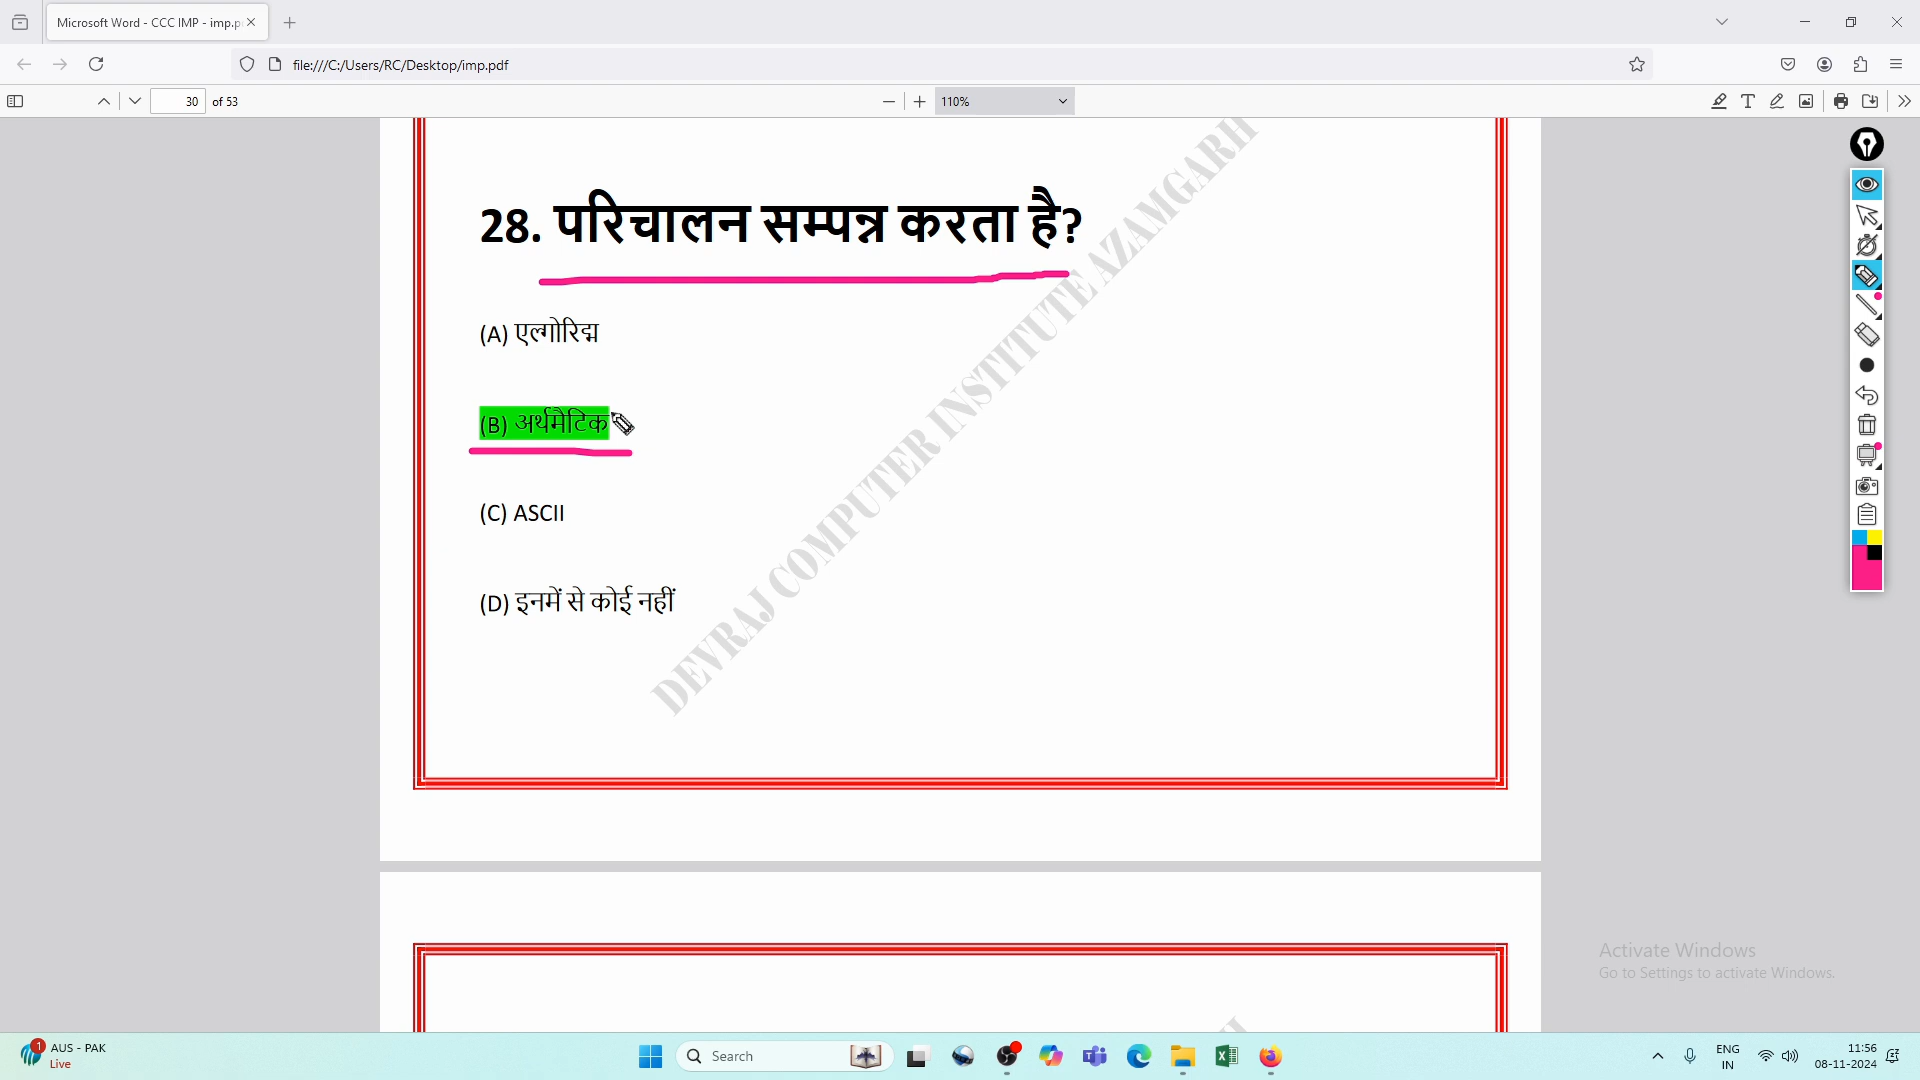 Microsoft Word - CCC IMP - imp.p
file:///C:/Users/RC/Desktop/imp.pdf
30 of 53
110%
28. परिचालन सम्पन्न करता है?
(A) एल्गोरिद्म
(B) अर्थमैटिक
(C) ASCII
(D) इनमें से कोई नहीं
DEVRAJ COMPUTER INSTITUTE AZAMGARH
Activate Windows
Go to Settings to activate Windows.
1
AUS - PAK
Live
Search
ENG
IN
11:56
08-11-2024